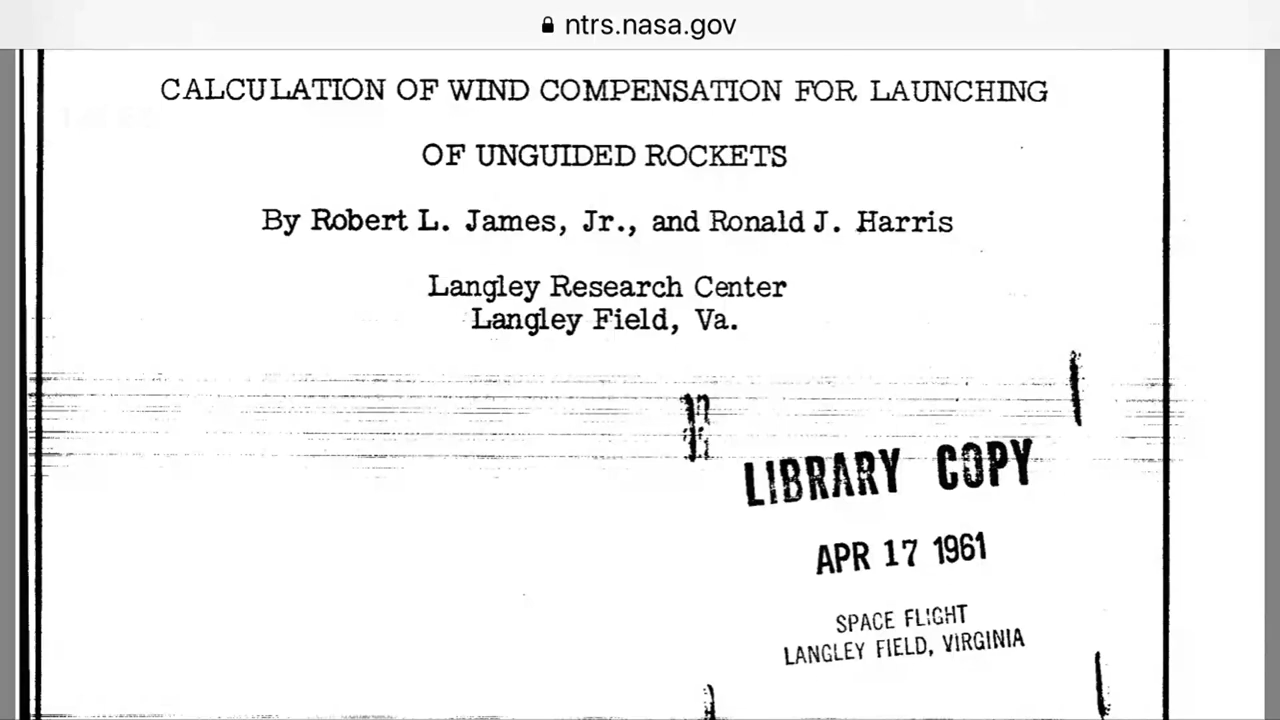 ntrs.nasa.gov
CALCULATION OF WIND COMPENSATION FOR LAUNCHING
OF UNGUIDED ROCKETS
By Robert L. James, Jr., and Ronald J. Harris
Langley Research Center
Langley Field, Va.
LIBRARY COPY
APR 17 1961
SPACE FLIGHT
LANGLEY FIELD, VIRGINIA